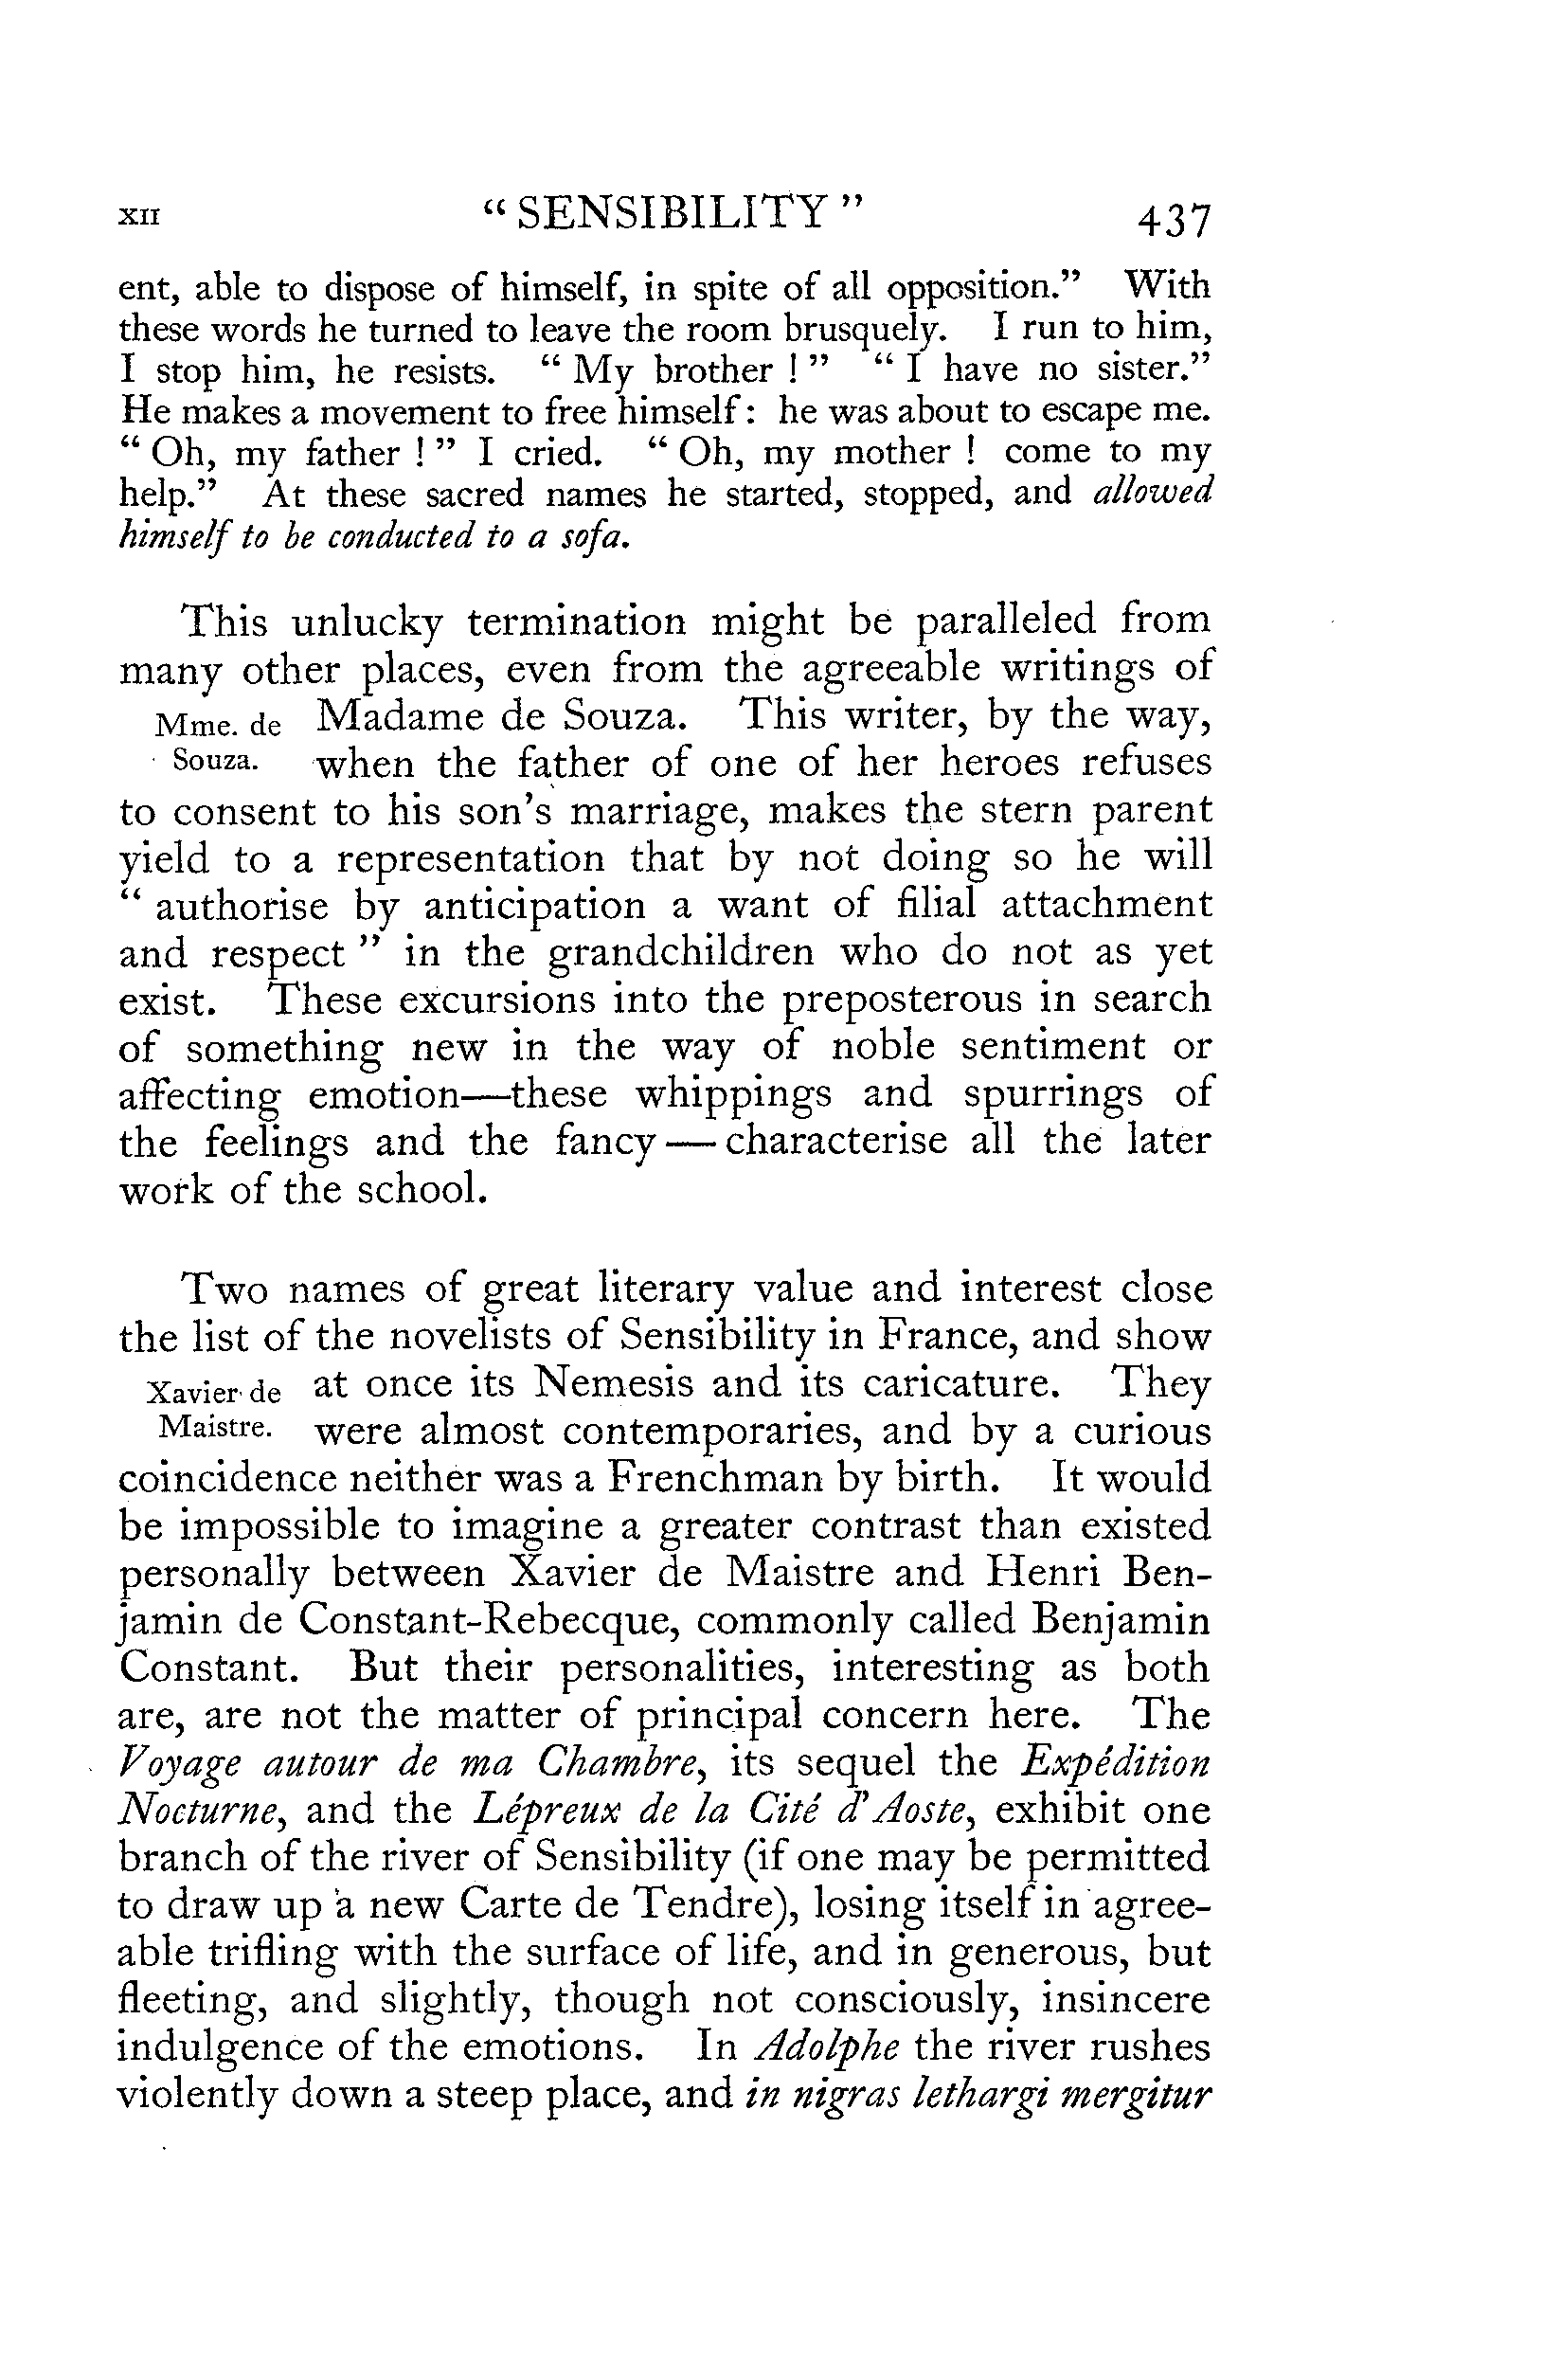 XII “ SENSIBILITY ” 437
ent, able to dispose of himself, in spite of all opposition.” With
these words he turned to leave the room brusquely. I run to him,
I stop him, he resists. “ My brother ! ” “ I have no sister.”
He makes a movement to free himself: he was about to escape me.
“ Oh, my father ! ” I cried. “ Oh, my mother ! come to my
help.” At these sacred names he started, stopped, and allowed
himself to be conducted to a sofa.
This unlucky termination might be paralleled from
many other places, even from the agreeable writings of
Mme. de Madame de Souza. This writer, by the way,
Souza. when the father of one of her heroes refuses
to consent to his son’s marriage, makes the stern parent
yield to a representation that by not doing so he will
“ authorise by anticipation a want of filial attachment
and respect ” in the grandchildren who do not as yet
exist. These excursions into the preposterous in search
of something new in the way of noble sentiment or
affecting emotion—these whippings and spurrings of
the feelings and the fancy — characterise all the later
work of the school.
Two names of great literary value and interest close
the list of the novelists of Sensibility in France, and show
Xavier de at once its Nemesis and its caricature. They
Maistre. were almost contemporaries, and by a curious
coincidence neither was a Frenchman by birth. It would
be impossible to imagine a greater contrast than existed
personally between Xavier de Maistre and Henri Ben-
jamin de Constant-Rebecque, commonly called Benjamin
Constant. But their personalities, interesting as both
are, are not the matter of principal concern here. The
Voyage autour de ma Chambre, its sequel the Expédition
Nocturne, and the Lépreux de la Cité d’Aoste, exhibit one
branch of the river of Sensibility (if one may be permitted
to draw up a new Carte de Tendre), losing itself in agree-
able trifling with the surface of life, and in generous, but
fleeting, and slightly, though not consciously, insincere
indulgence of the emotions. In Adolphe the river rushes
violently down a steep place, and in nigras lethargi mergitur